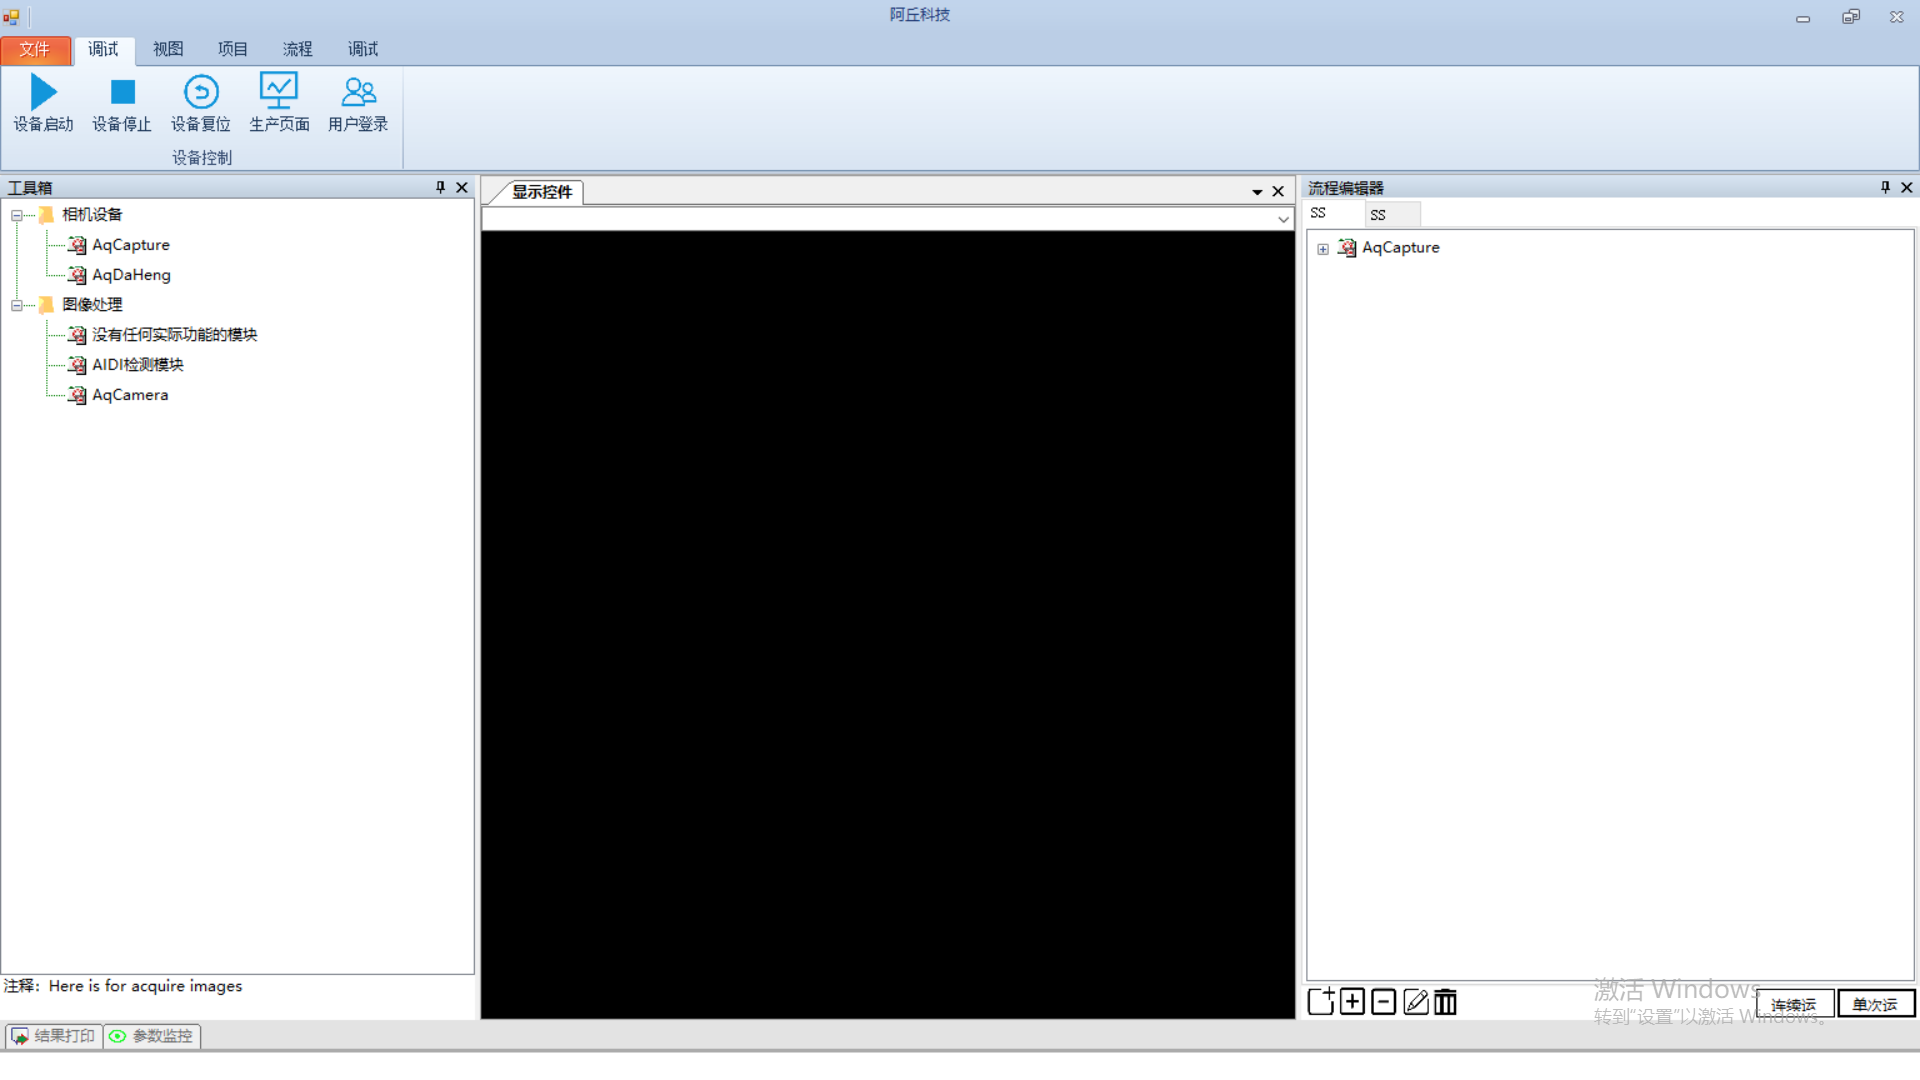 阿丘科技
文件 调试 视图 项目 流程 调试
设备启动 设备停止 设备复位 生产页面 用户登录
设备控制
工具箱
相机设备
AqCapture
AqDaHeng
图像处理
没有任何实际功能的模块
AIDI检测模块
AqCamera
注释: Here is for acquire images
显示控件
流程编辑器
SS SS
AqCapture
连续运 单次运
激活 Windows
转到"设置"以激活 Windows。
结果打印 参数监控